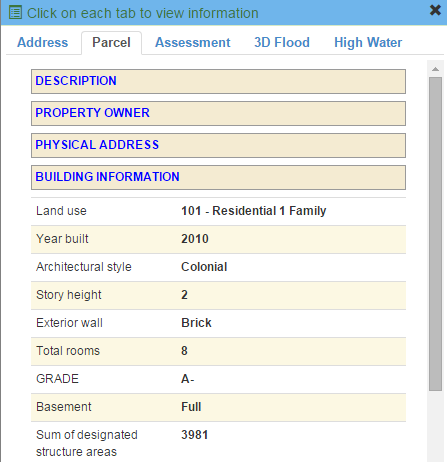 Click on each tab to view information
Address Parcel Assessment 3D Flood High Water
DESCRIPTION
PROPERTY OWNER
PHYSICAL ADDRESS
BUILDING INFORMATION
Land use 101 - Residential 1 Family
Year built 2010
Architectural style Colonial
Story height 2
Exterior wall Brick
Total rooms 8
GRADE A-
Basement Full
Sum of designated 3981
structure areas